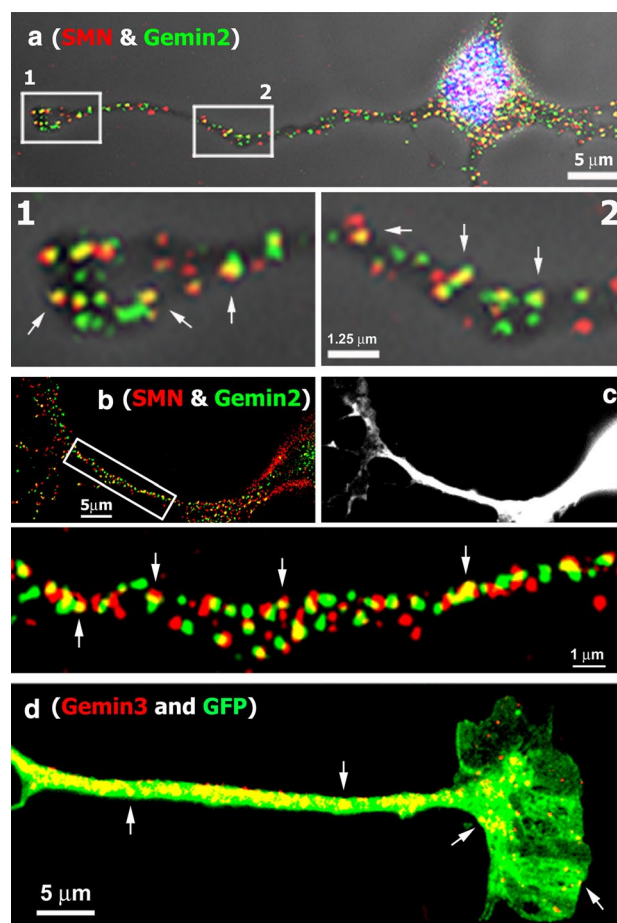 a (SMN & Gemin2)
1
2
5 µm
1
2
1.25 µm
b (SMN & Gemin2)
c
5µm
1 µm
d (Gemin3 and GFP)
5 µm